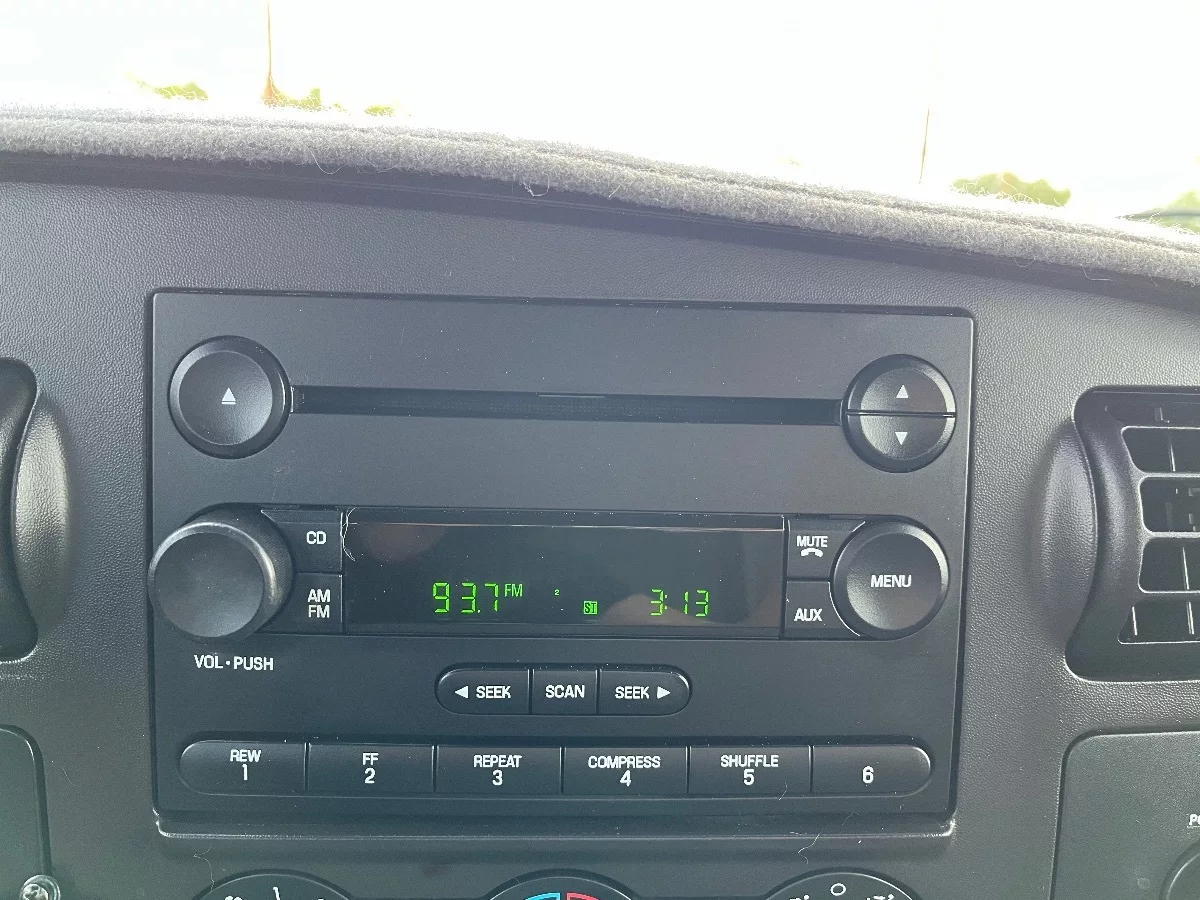 CD
MUTE
AM
FM
93.7 FM 2 ST 3:13
AUX
MENU
VOL • PUSH
◀ SEEK SCAN SEEK ▶
REW
1
FF
2
REPEAT
3
COMPRESS
4
SHUFFLE
5
6